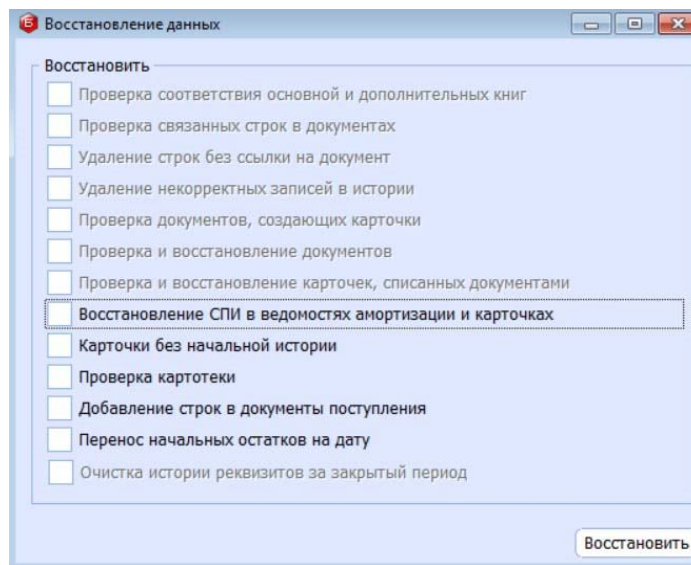 Восстановление данных
Восстановить
Проверка соответствия основной и дополнительных книг
Проверка связанных строк в документах
Удаление строк без ссылки на документ
Удаление некорректных записей в истории
Проверка документов, создающих карточки
Проверка и восстановление документов
Проверка и восстановление карточек, списанных документами
Восстановление СПИ в ведомостях амортизации и карточках
Карточки без начальной истории
Проверка картотеки
Добавление строк в документы поступления
Перенос начальных остатков на дату
Очистка истории реквизитов за закрытый период
Восстановить